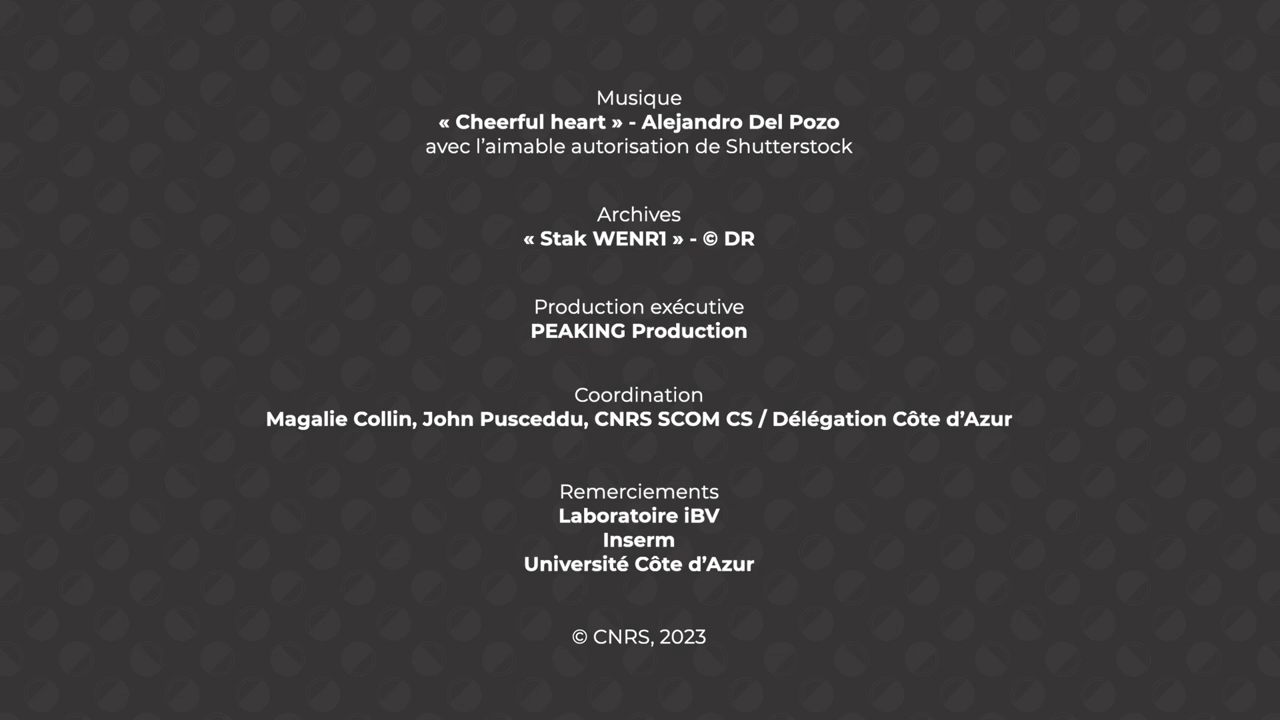 Musique
« Cheerful heart » - Alejandro Del Pozo
avec l’aimable autorisation de Shutterstock
Archives
« Stak WENR1 » - © DR
Production exécutive
PEAKING Production
Coordination
Magalie Collin, John Pusceddu, CNRS SCOM CS / Délégation Côte d’Azur
Remerciements
Laboratoire iBV
Inserm
Université Côte d’Azur
© CNRS, 2023